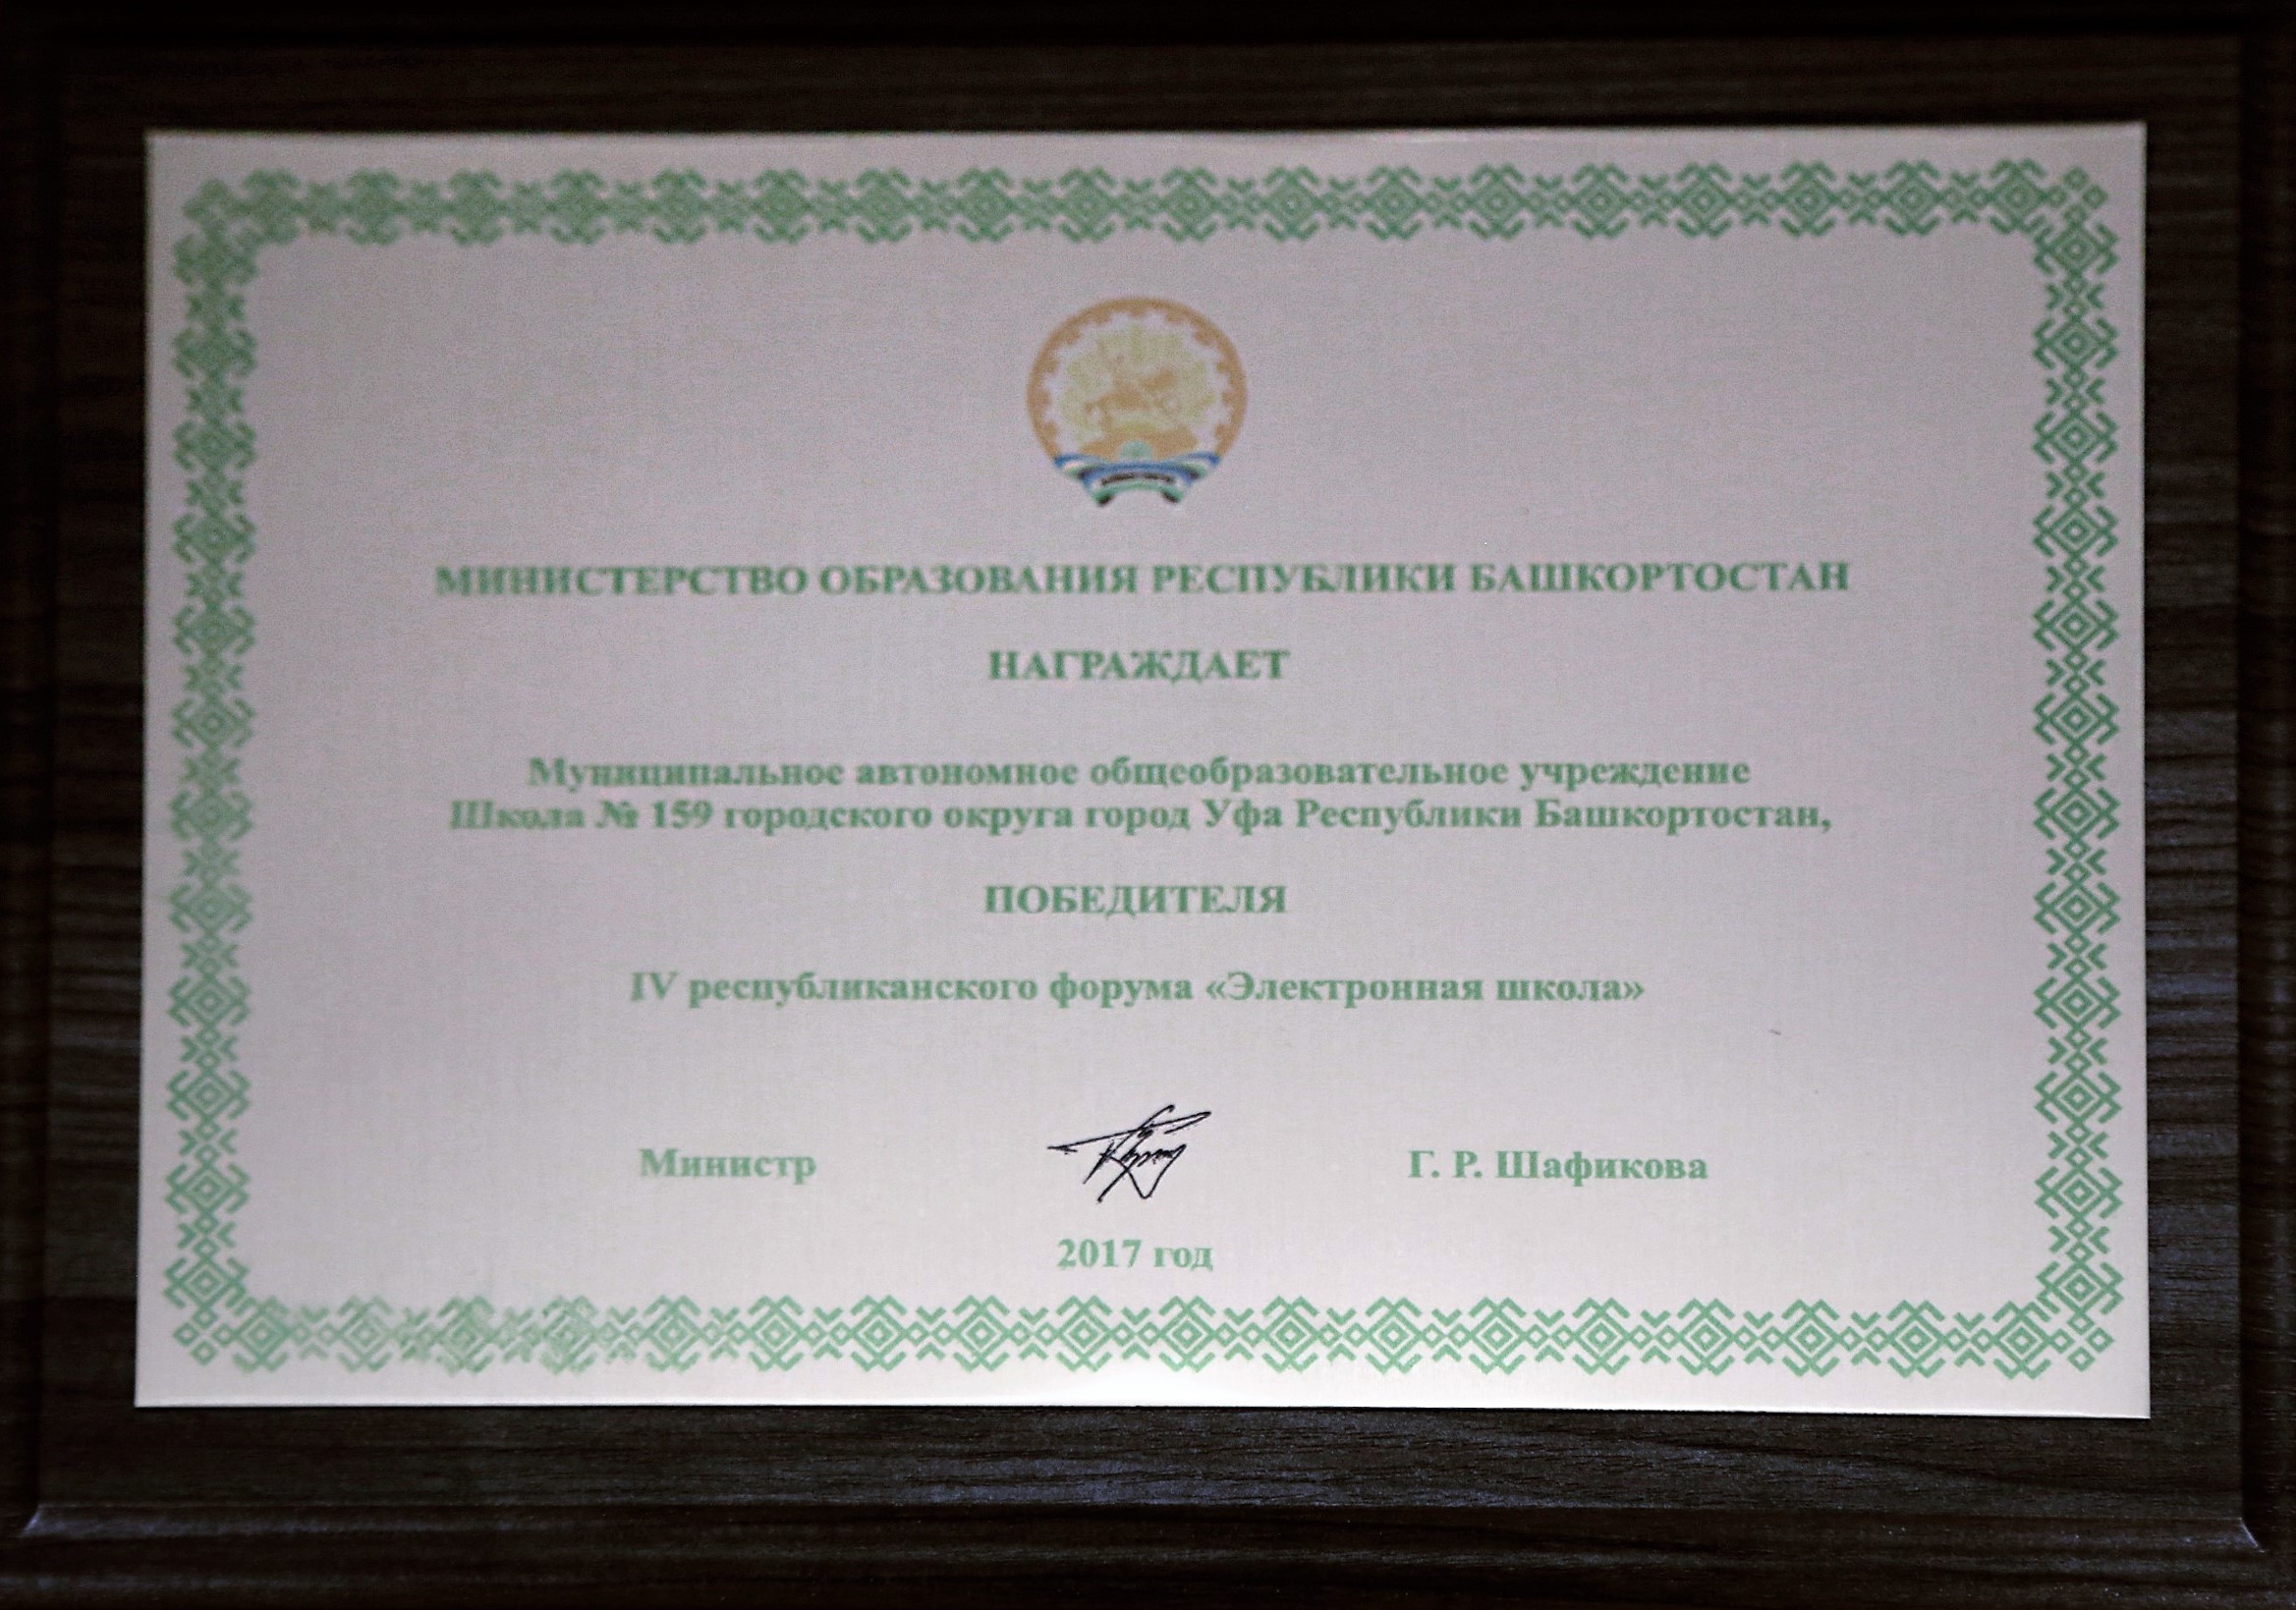 МИНИСТЕРСТВО ОБРАЗОВАНИЯ РЕСПУБЛИКИ БАШКОРТОСТАН
НАГРАЖДАЕТ
Муниципальное автономное общеобразовательное учреждение
Школа № 159 городского округа город Уфа Республики Башкортостан,
ПОБЕДИТЕЛЯ
IV республиканского форума «Электронная школа»
Министр Г. Р. Шафикова
2017 год